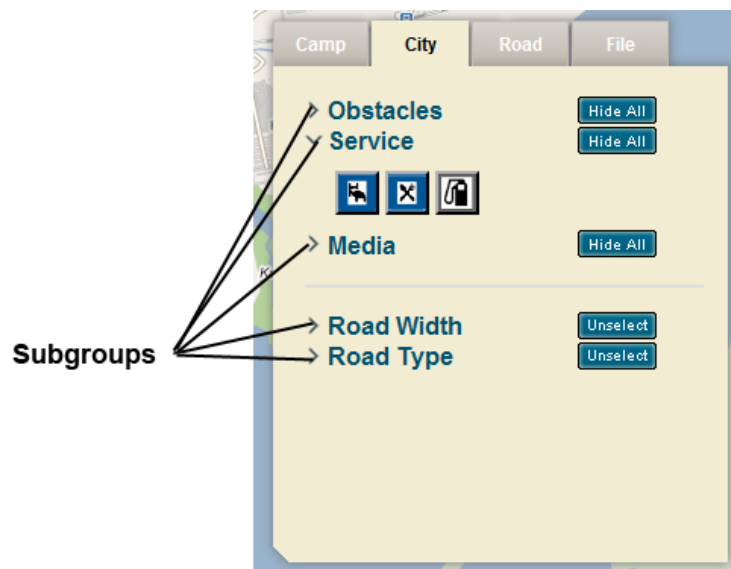 Camp City Road File
Obstacles Hide All
Service Hide All
Media Hide All
K
Road Width Unselect
Subgroups
Road Type Unselect